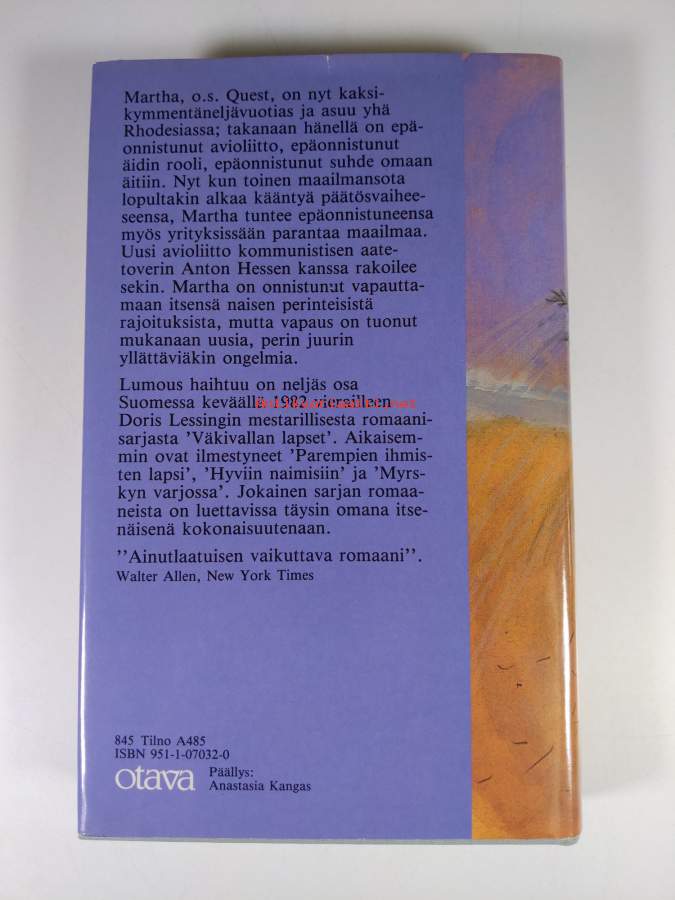 Martha, o.s. Quest, on nyt kaksi-
kymmentäneljävuotias ja asuu yhä
Rhodesiassa; takanaan hänellä on epä-
onnistunut avioliitto, epäonnistunut
äidin rooli, epäonnistunut suhde omaan
äitiin. Nyt kun toinen maailmansota
lopultakin alkaa kääntyä päätösvaihee-
seensa, Martha tuntee epäonnistuneensa
myös yrityksissään parantaa maailmaa.
Uusi avioliitto kommunistisen aate-
toverin Anton Hessen kanssa rakoilee
sekin. Martha on onnistunut vapautta-
maan itsensä naisen perinteisistä
rajoituksista, mutta vapaus on tuonut
mukanaan uusia, perin juurin
yllättäviäkin ongelmia.
Lumous haihtuu on neljäs osa
Suomessa keväällä 1982 vierailleen
Doris Lessingin mestarillisesta romaani-
sarjasta 'Väkivallan lapset'. Aikaisem-
min ovat ilmestyneet 'Parempien ihmis-
ten lapsi', 'Hyviin naimisiin' ja 'Myrs-
kyn varjossa'. Jokainen sarjan romaa-
neista on luettavissa täysin omana itse-
näisenä kokonaisuutenaan.
''Ainutlaatuisen vaikuttava romaani''.
Walter Allen, New York Times
845 Tilno A485
ISBN 951-1-07032-0
otava
Päällys:
Anastasia Kangas